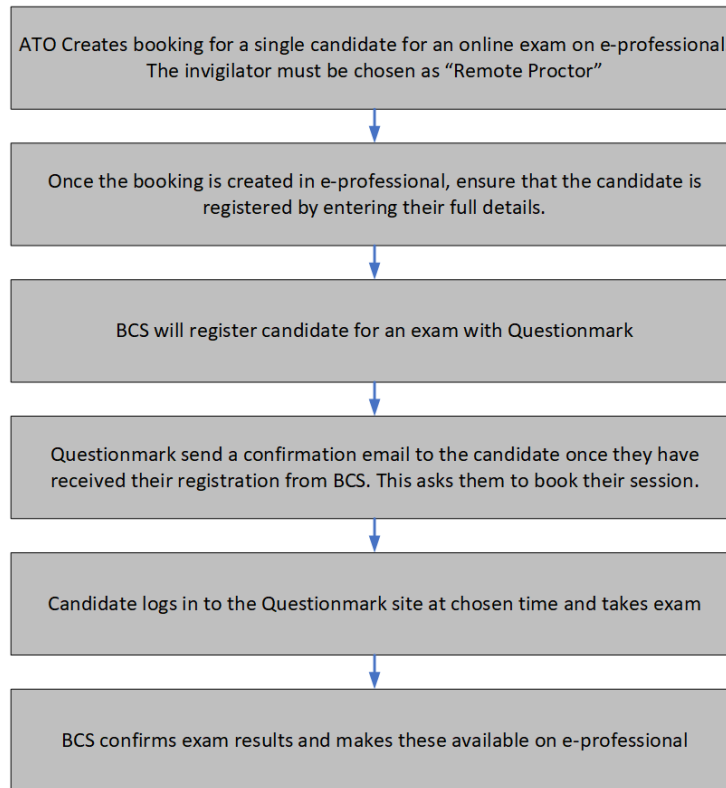 ATO Creates booking for a single candidate for an online exam on e-professional
The invigilator must be chosen as “Remote Proctor”
Once the booking is created in e-professional, ensure that the candidate is
registered by entering their full details.
BCS will register candidate for an exam with Questionmark
Questionmark send a confirmation email to the candidate once they have
received their registration from BCS. This asks them to book their session.
Candidate logs in to the Questionmark site at chosen time and takes exam
BCS confirms exam results and makes these available on e-professional